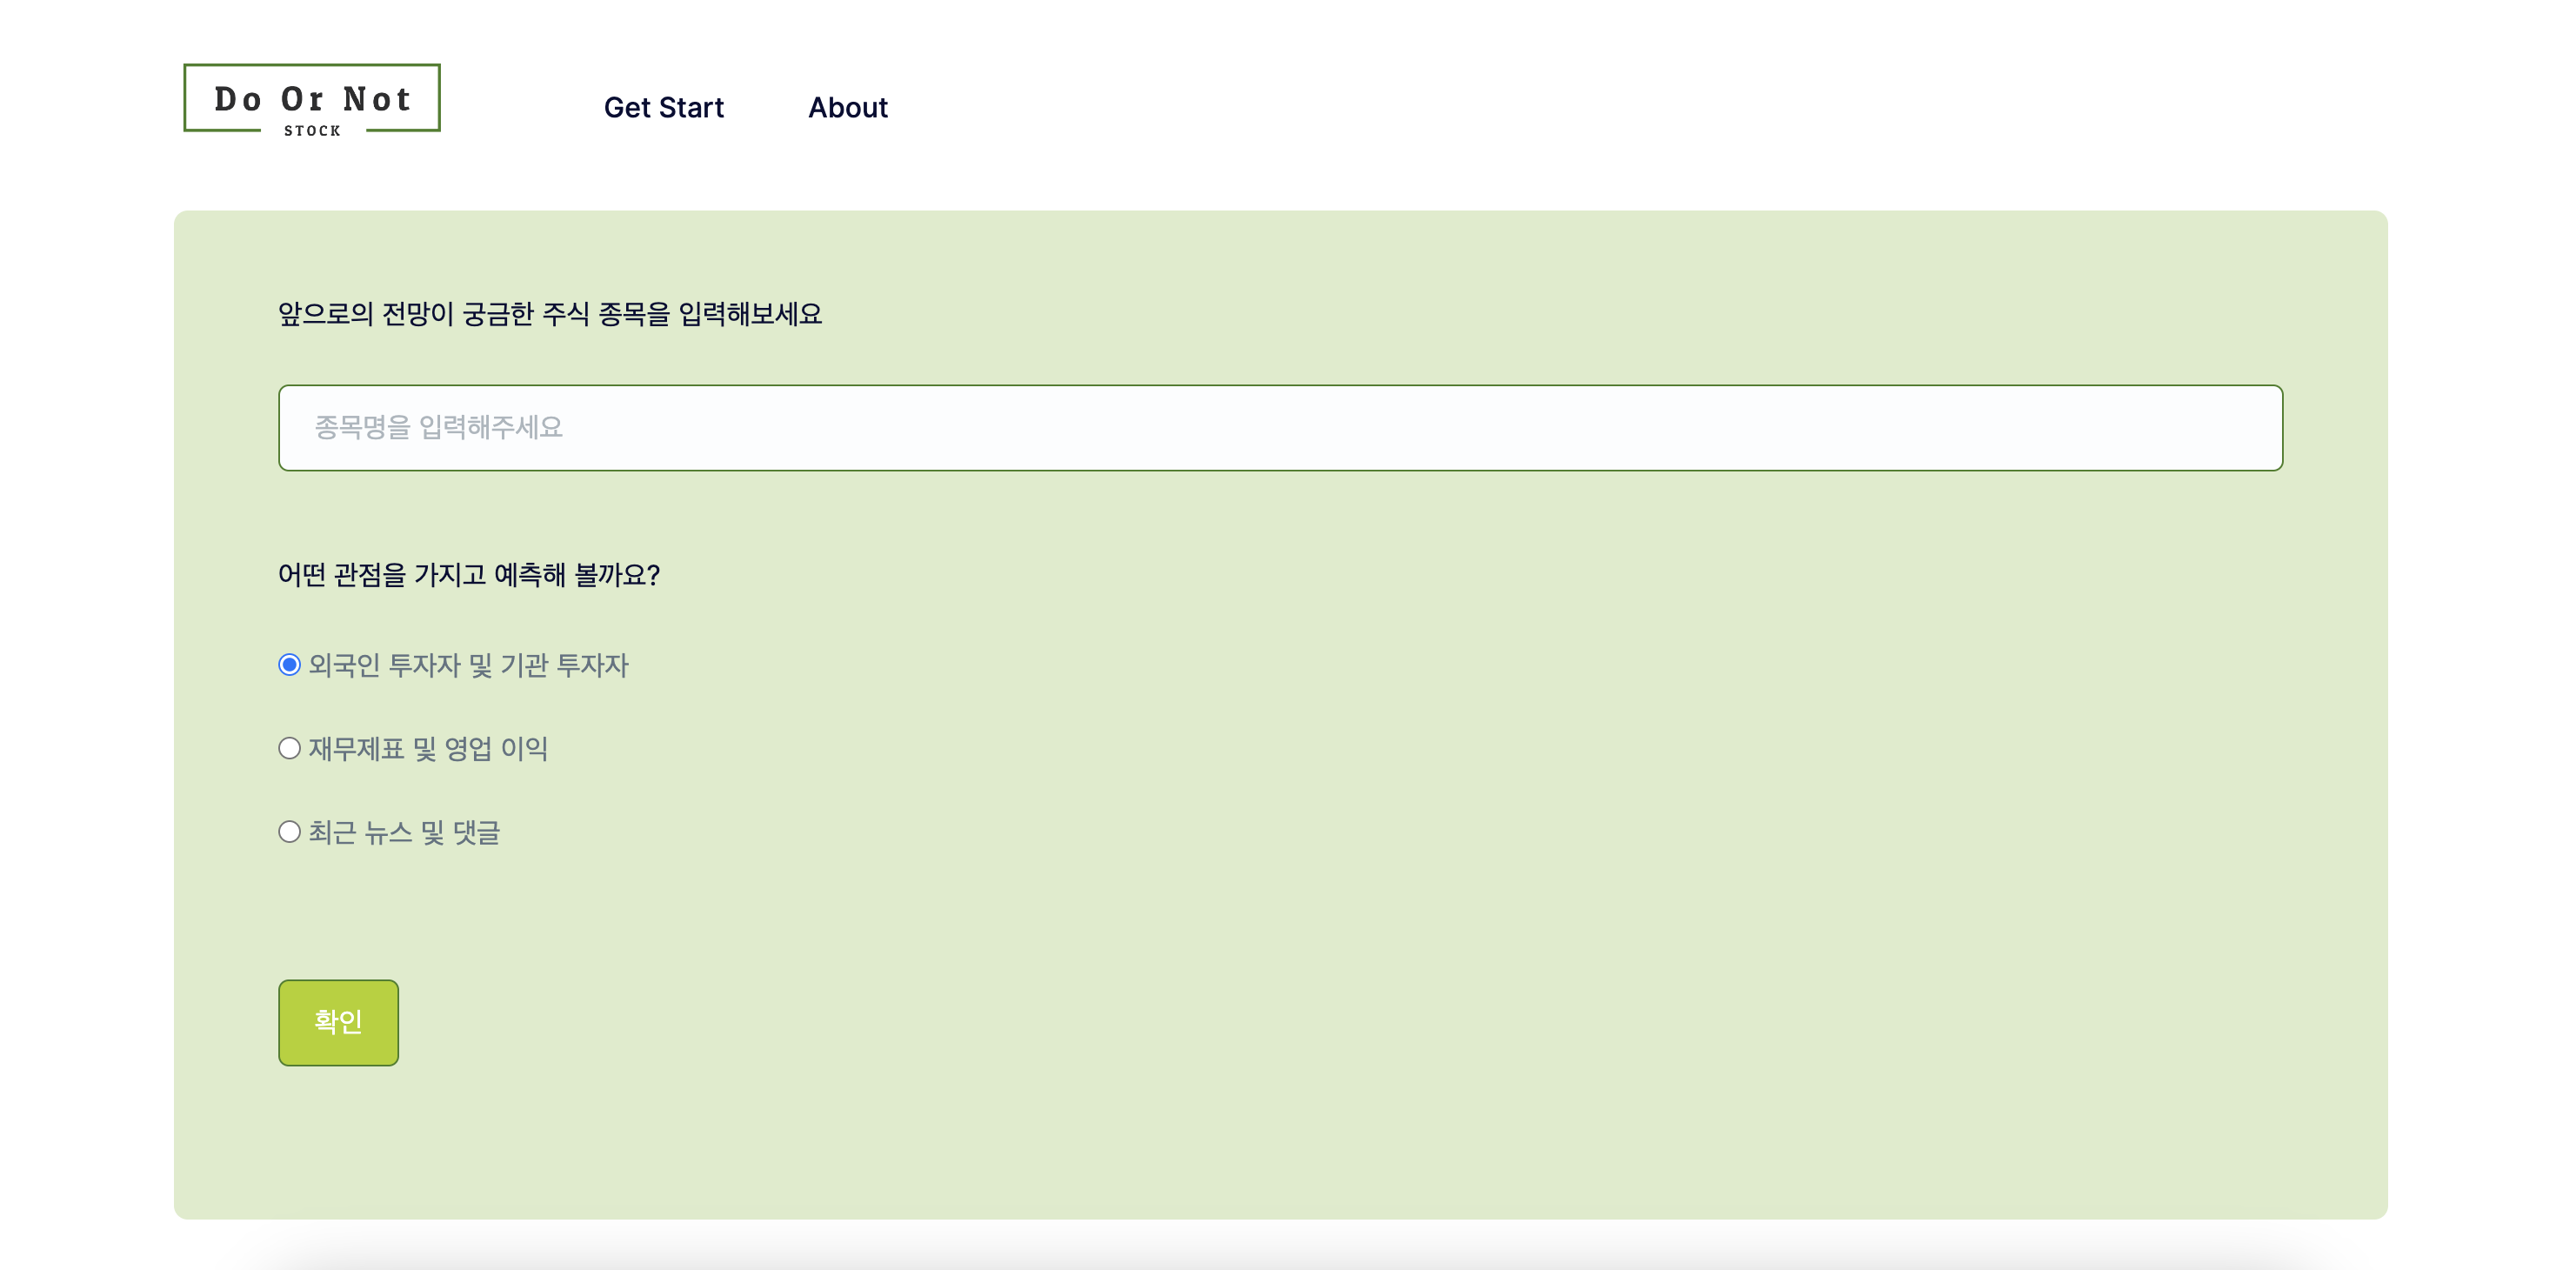 Do Or Not
STOCK
Get Start
About
앞으로의 전망이 궁금한 주식 종목을 입력해보세요
종목명을 입력해주세요
어떤 관점을 가지고 예측해 볼까요?
외국인 투자자 및 기관 투자자
재무제표 및 영업 이익
최근 뉴스 및 댓글
확인